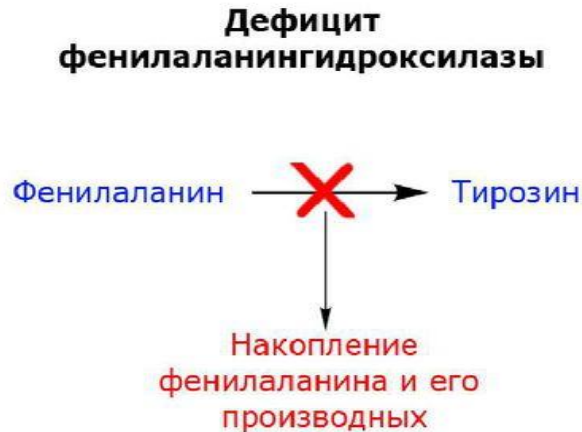 Дефицит
фенилаланингидроксилазы
Фенилаланин
Тирозин
Накопление
фенилаланина и его
производных